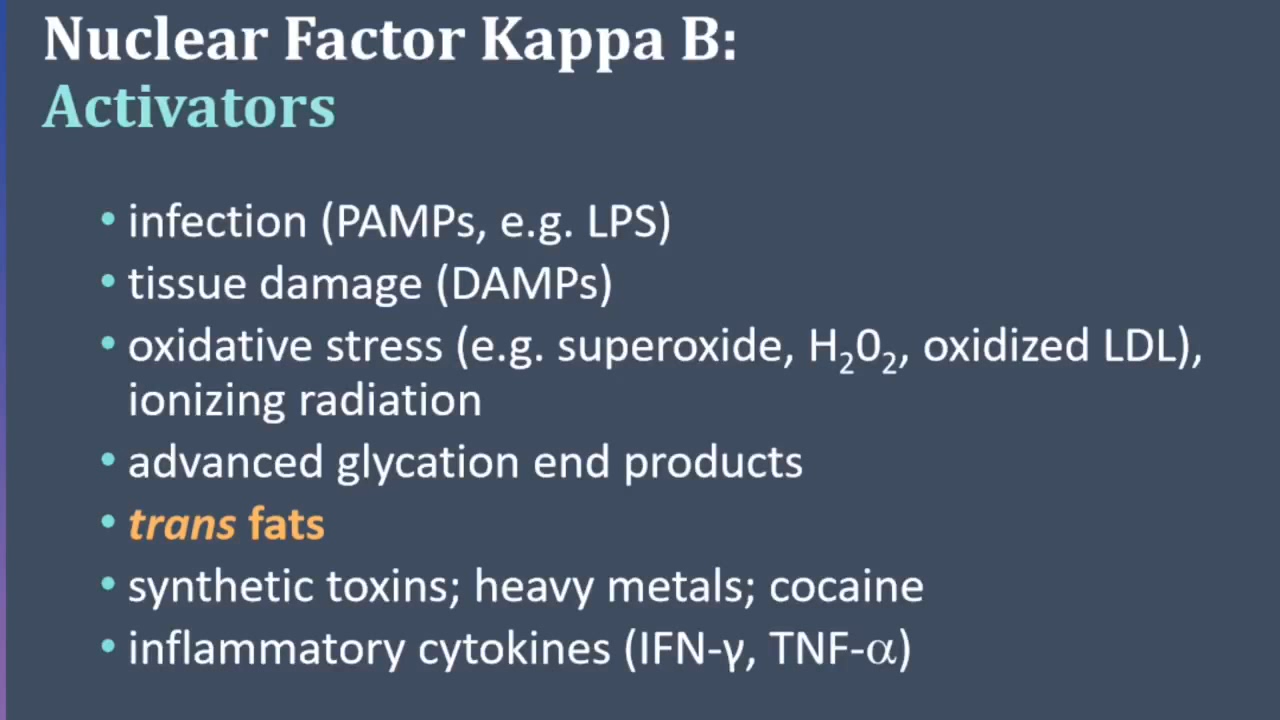 Nuclear Factor Kappa B:
Activators
• infection (PAMPs, e.g. LPS)
• tissue damage (DAMPs)
• oxidative stress (e.g. superoxide, H₂0₂, oxidized LDL),
ionizing radiation
• advanced glycation end products
• trans fats
• synthetic toxins; heavy metals; cocaine
• inflammatory cytokines (IFN-γ, TNF-α)